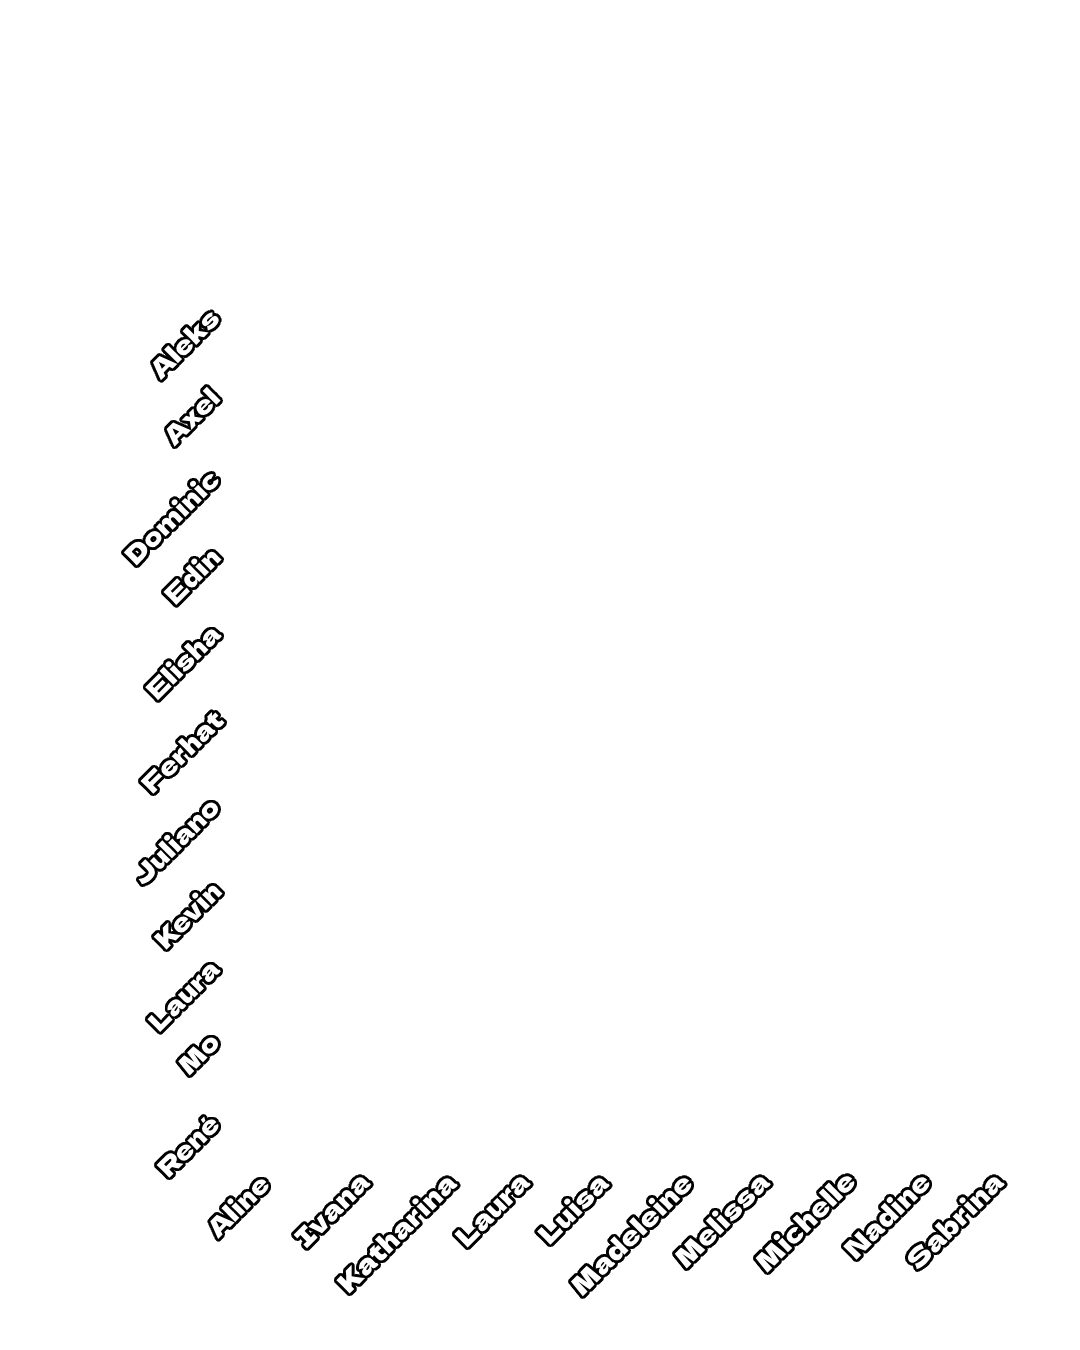 Aleks
Axel
Dominic
Edin
Elisha
Ferhat
Juliano
Kevin
Laura
Mo
René
Aline
Ivana
Katharina
Laura
Luisa
Madeleine
Melissa
Michelle
Nadine
Sabrina